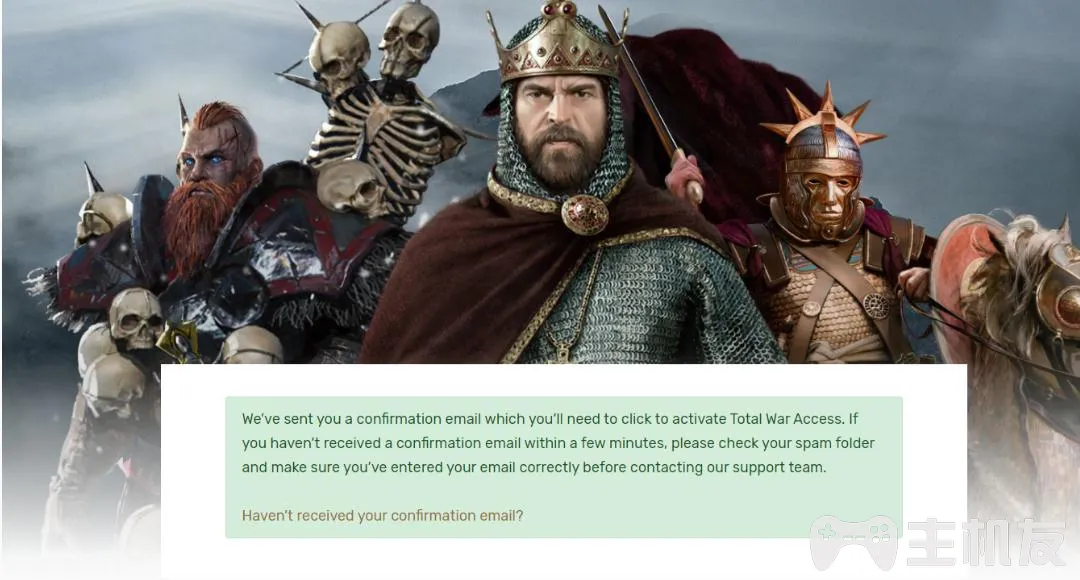 We've sent you a confirmation email which you'll need to click to activate Total War Access. If
you haven't received a confirmation email within a few minutes, please check your spam folder
and make sure you've entered your email correctly before contacting our support team.
Haven't received your confirmation email?
主机友